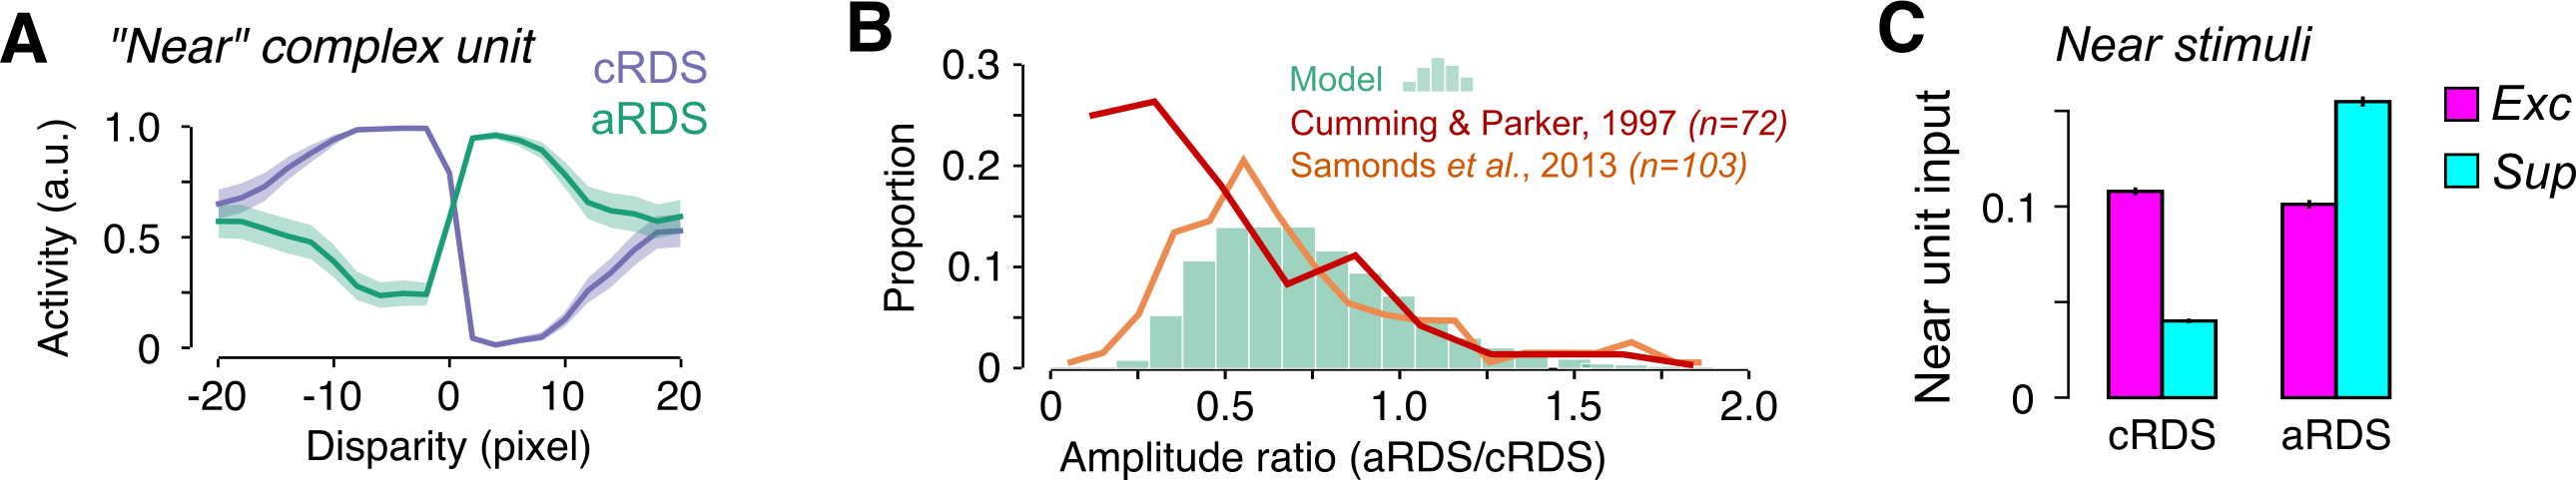 A
"Near" complex unit
cRDS
aRDS
Activity (a.u.)
1.0
0.5
0
-20 -10 0 10 20
Disparity (pixel)
B
Proportion
0.3
0.2
0.1
0
Model
Cumming & Parker, 1997 (n=72)
Samonds et al., 2013 (n=103)
0 0.5 1.0 1.5 2.0
Amplitude ratio (aRDS/cRDS)
C
Near stimuli
Near unit input
0.1
0
cRDS aRDS
Exc
Sup